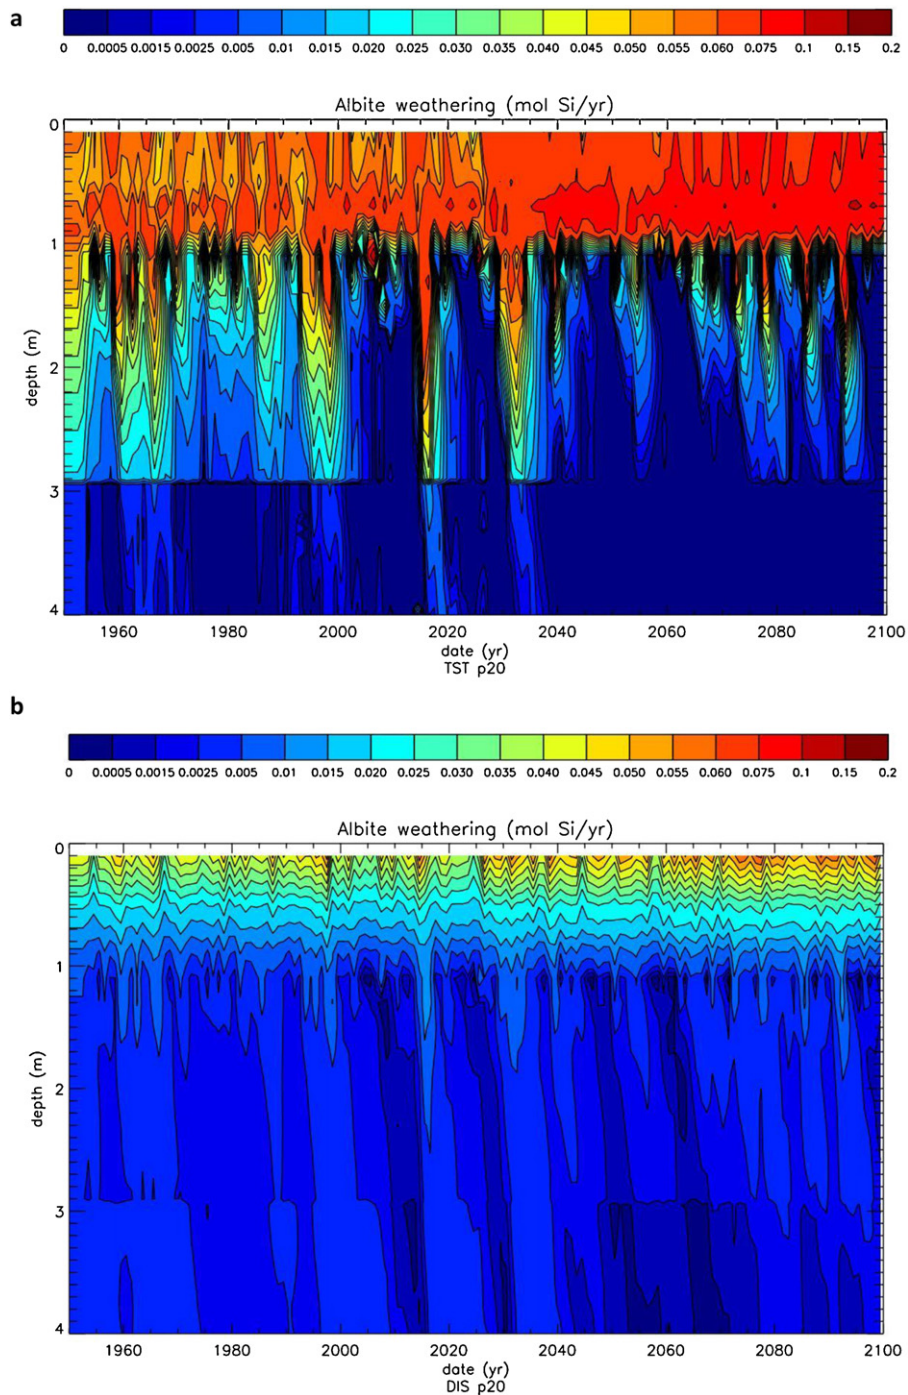 a
0 0.0005 0.0015 0.0025 0.005 0.01 0.015 0.020 0.025 0.030 0.035 0.040 0.045 0.050 0.055 0.060 0.075 0.1 0.15 0.2
Albite weathering (mol Si/yr)
0
1
2
3
4
depth (m)
1960 1980 2000 2020 2040 2060 2080 2100
date (yr)
TST p20
b
0 0.0005 0.0015 0.0025 0.005 0.01 0.015 0.020 0.025 0.030 0.035 0.040 0.045 0.050 0.055 0.060 0.075 0.1 0.15 0.2
Albite weathering (mol Si/yr)
0
1
2
3
4
depth (m)
1960 1980 2000 2020 2040 2060 2080 2100
date (yr)
DIS p20